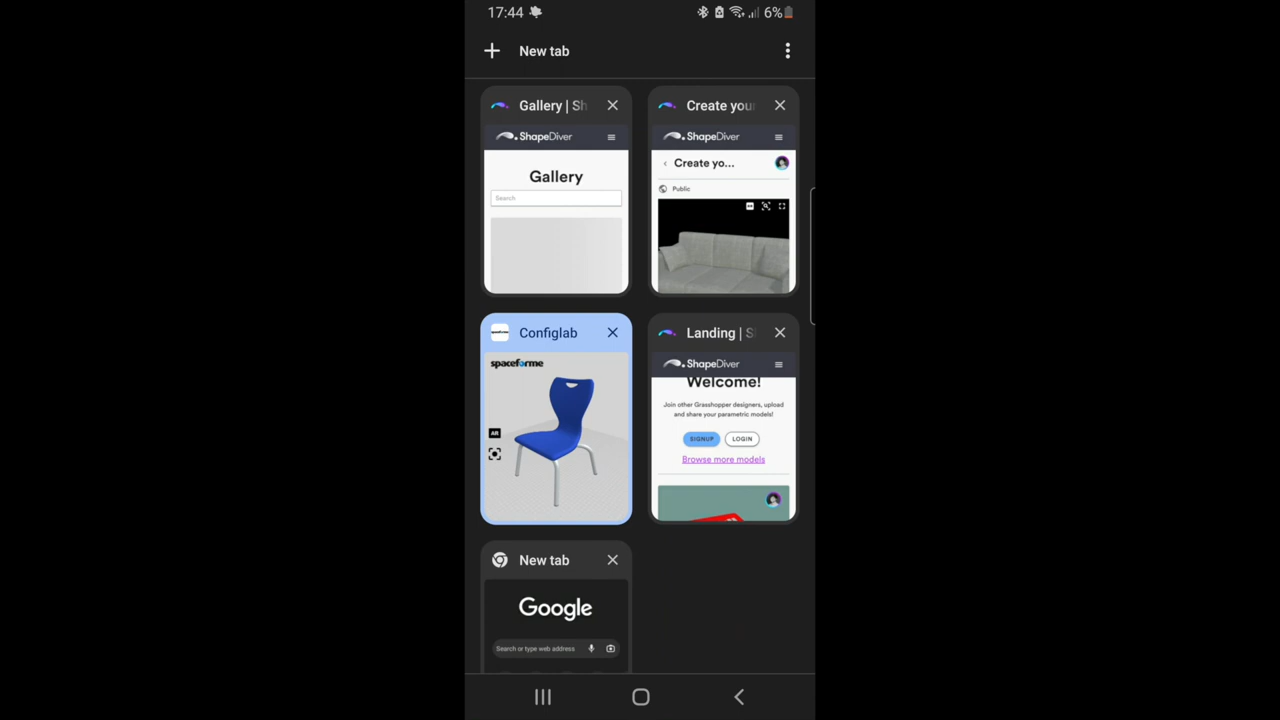 17:44
6%
New tab
Gallery | Sh
ShapeDiver
Gallery
Search
Create you
ShapeDiver
Create yo...
Public
Configlab
spaceforme
AR
Landing | S
ShapeDiver
Welcome!
Join other Grasshopper designers, upload
and share your parametric models!
SIGNUP
LOGIN
Browse more models
New tab
Google
Search or type web address